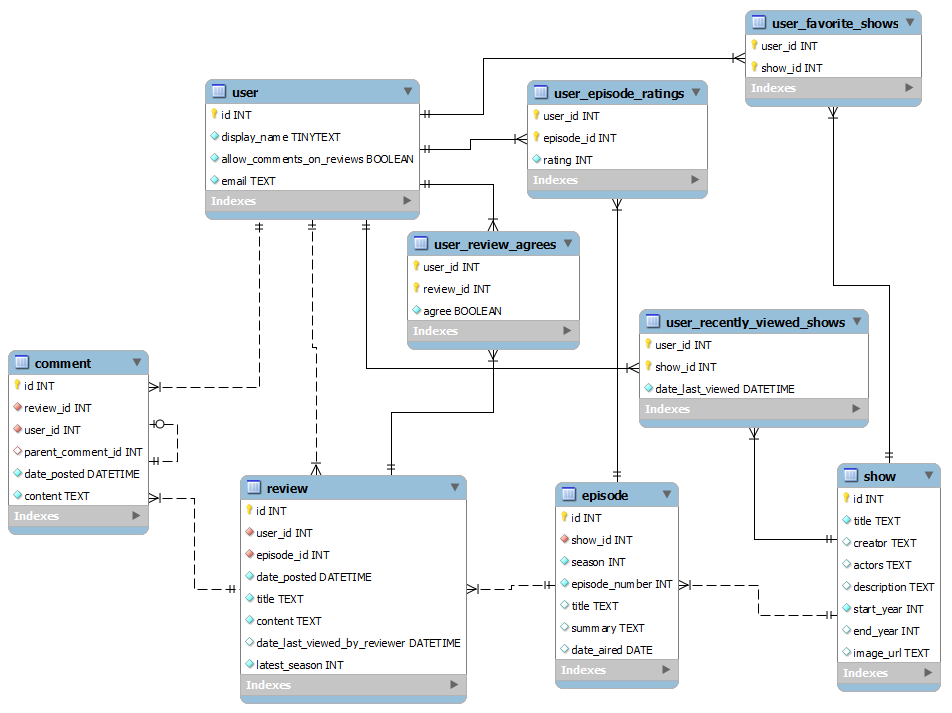 user_favorite_shows
user_id INT
show_id INT
Indexes
user
id INT
display_name TINYTEXT
allow_comments_on_reviews BOOLEAN
email TEXT
Indexes
user_episode_ratings
user_id INT
episode_id INT
rating INT
Indexes
user_review_agrees
user_id INT
review_id INT
agree BOOLEAN
Indexes
user_recently_viewed_shows
user_id INT
show_id INT
date_last_viewed DATETIME
Indexes
comment
id INT
review_id INT
user_id INT
parent_comment_id INT
date_posted DATETIME
content TEXT
Indexes
review
id INT
user_id INT
episode_id INT
date_posted DATETIME
title TEXT
content TEXT
date_last_viewed_by_reviewer DATETIME
latest_season INT
Indexes
episode
id INT
show_id INT
season INT
episode_number INT
title TEXT
summary TEXT
date_aired DATE
Indexes
show
id INT
title TEXT
creator TEXT
actors TEXT
description TEXT
start_year INT
end_year INT
image_url TEXT
Indexes